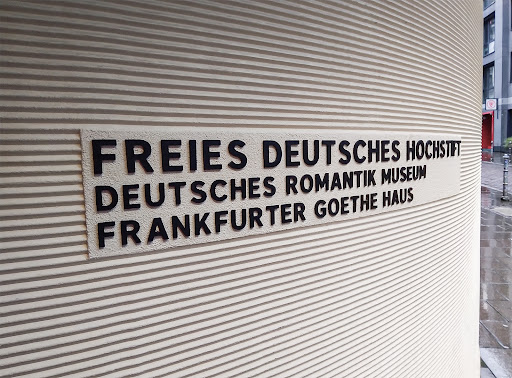 FREIES DEUTSCHES HOCHSTIFT
DEUTSCHES ROMANTIK MUSEUM
FRANKFURTER GOETHE HAUS